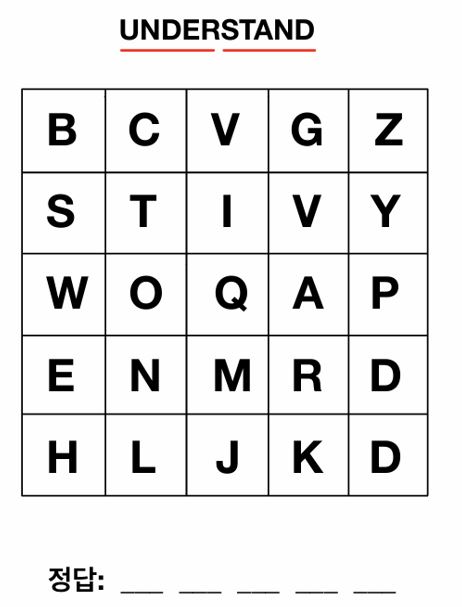 UNDERSTAND
B C V G Z
S T I V Y
W O Q A P
E N M R D
H L J K D
정답: ___ ___ ___ ___ ___